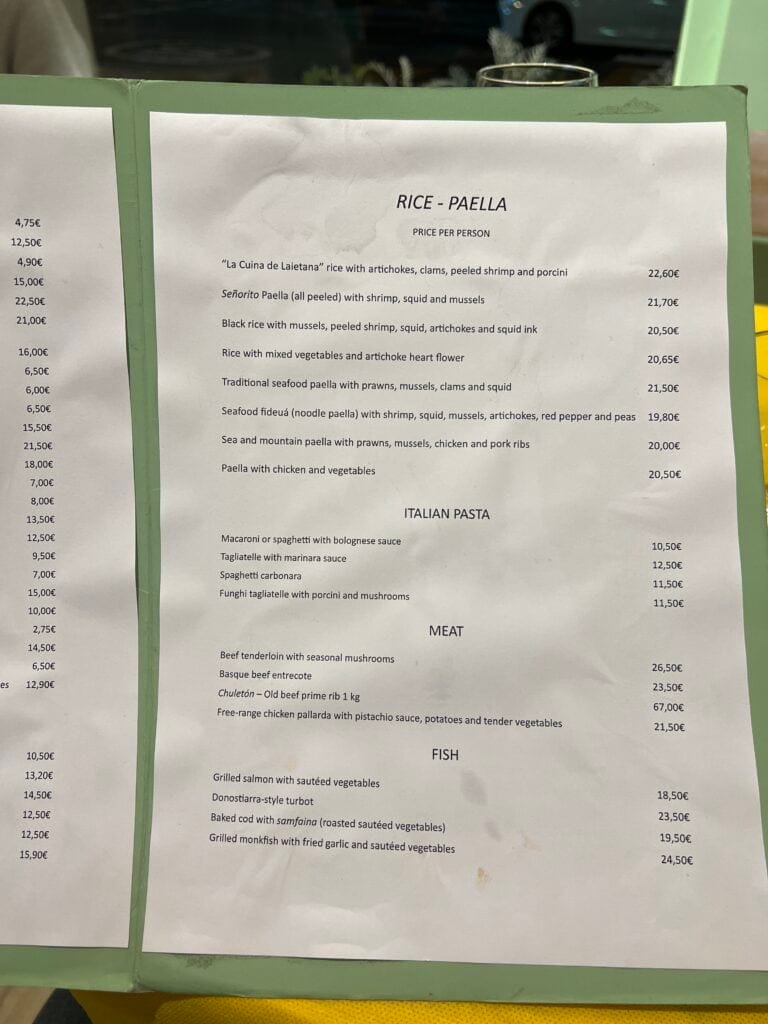 4,75€
12,50€
4,90€
15,00€
22,50€
21,00€
16,00€
6,50€
6,00€
6,50€
15,50€
21,50€
18,00€
7,00€
8,00€
13,50€
12,50€
9,50€
7,00€
15,00€
10,00€
2,75€
14,50€
6,50€
es 12,90€
10,50€
13,20€
14,50€
12,50€
12,50€
15,90€
RICE - PAELLA
PRICE PER PERSON
“La Cuina de Laietana” rice with artichokes, clams, peeled shrimp and porcini 22,60€
Señorito Paella (all peeled) with shrimp, squid and mussels 21,70€
Black rice with mussels, peeled shrimp, squid, artichokes and squid ink 20,50€
Rice with mixed vegetables and artichoke heart flower 20,65€
Traditional seafood paella with prawns, mussels, clams and squid 21,50€
Seafood fideuá (noodle paella) with shrimp, squid, mussels, artichokes, red pepper and peas 19,80€
Sea and mountain paella with prawns, mussels, chicken and pork ribs 20,00€
Paella with chicken and vegetables 20,50€
ITALIAN PASTA
Macaroni or spaghetti with bolognese sauce 10,50€
Tagliatelle with marinara sauce 12,50€
Spaghetti carbonara 11,50€
Funghi tagliatelle with porcini and mushrooms 11,50€
MEAT
Beef tenderloin with seasonal mushrooms 26,50€
Basque beef entrecote 23,50€
Chuletón – Old beef prime rib 1 kg 67,00€
Free-range chicken pallarda with pistachio sauce, potatoes and tender vegetables 21,50€
FISH
Grilled salmon with sautéed vegetables 18,50€
Donostiarra-style turbot 23,50€
Baked cod with samfaina (roasted sautéed vegetables) 19,50€
Grilled monkfish with fried garlic and sautéed vegetables 24,50€